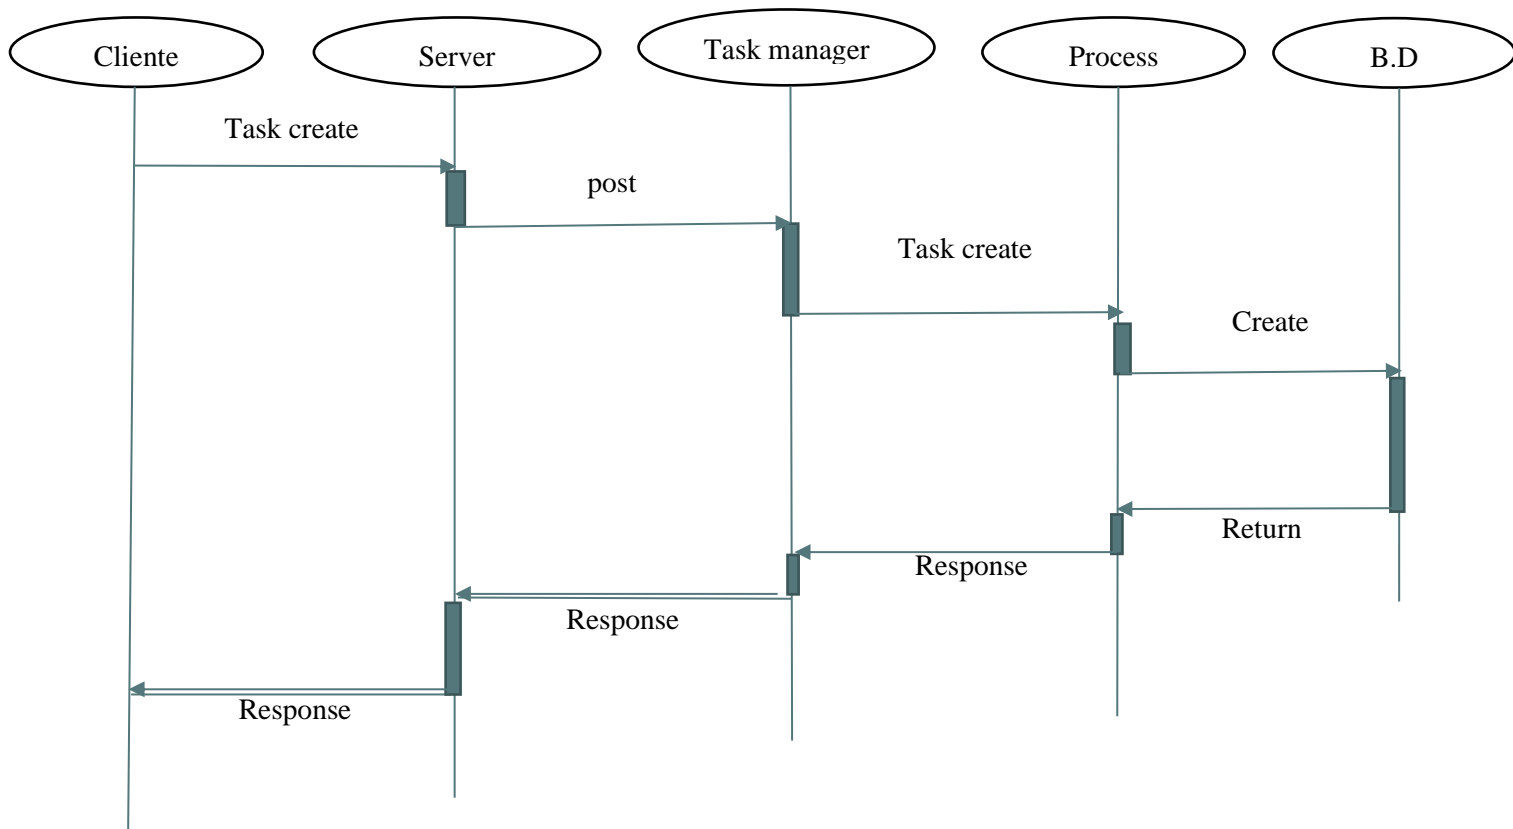 Cliente
Server
Task manager
Process
B.D
Task create
post
Task create
Create
Return
Response
Response
Response